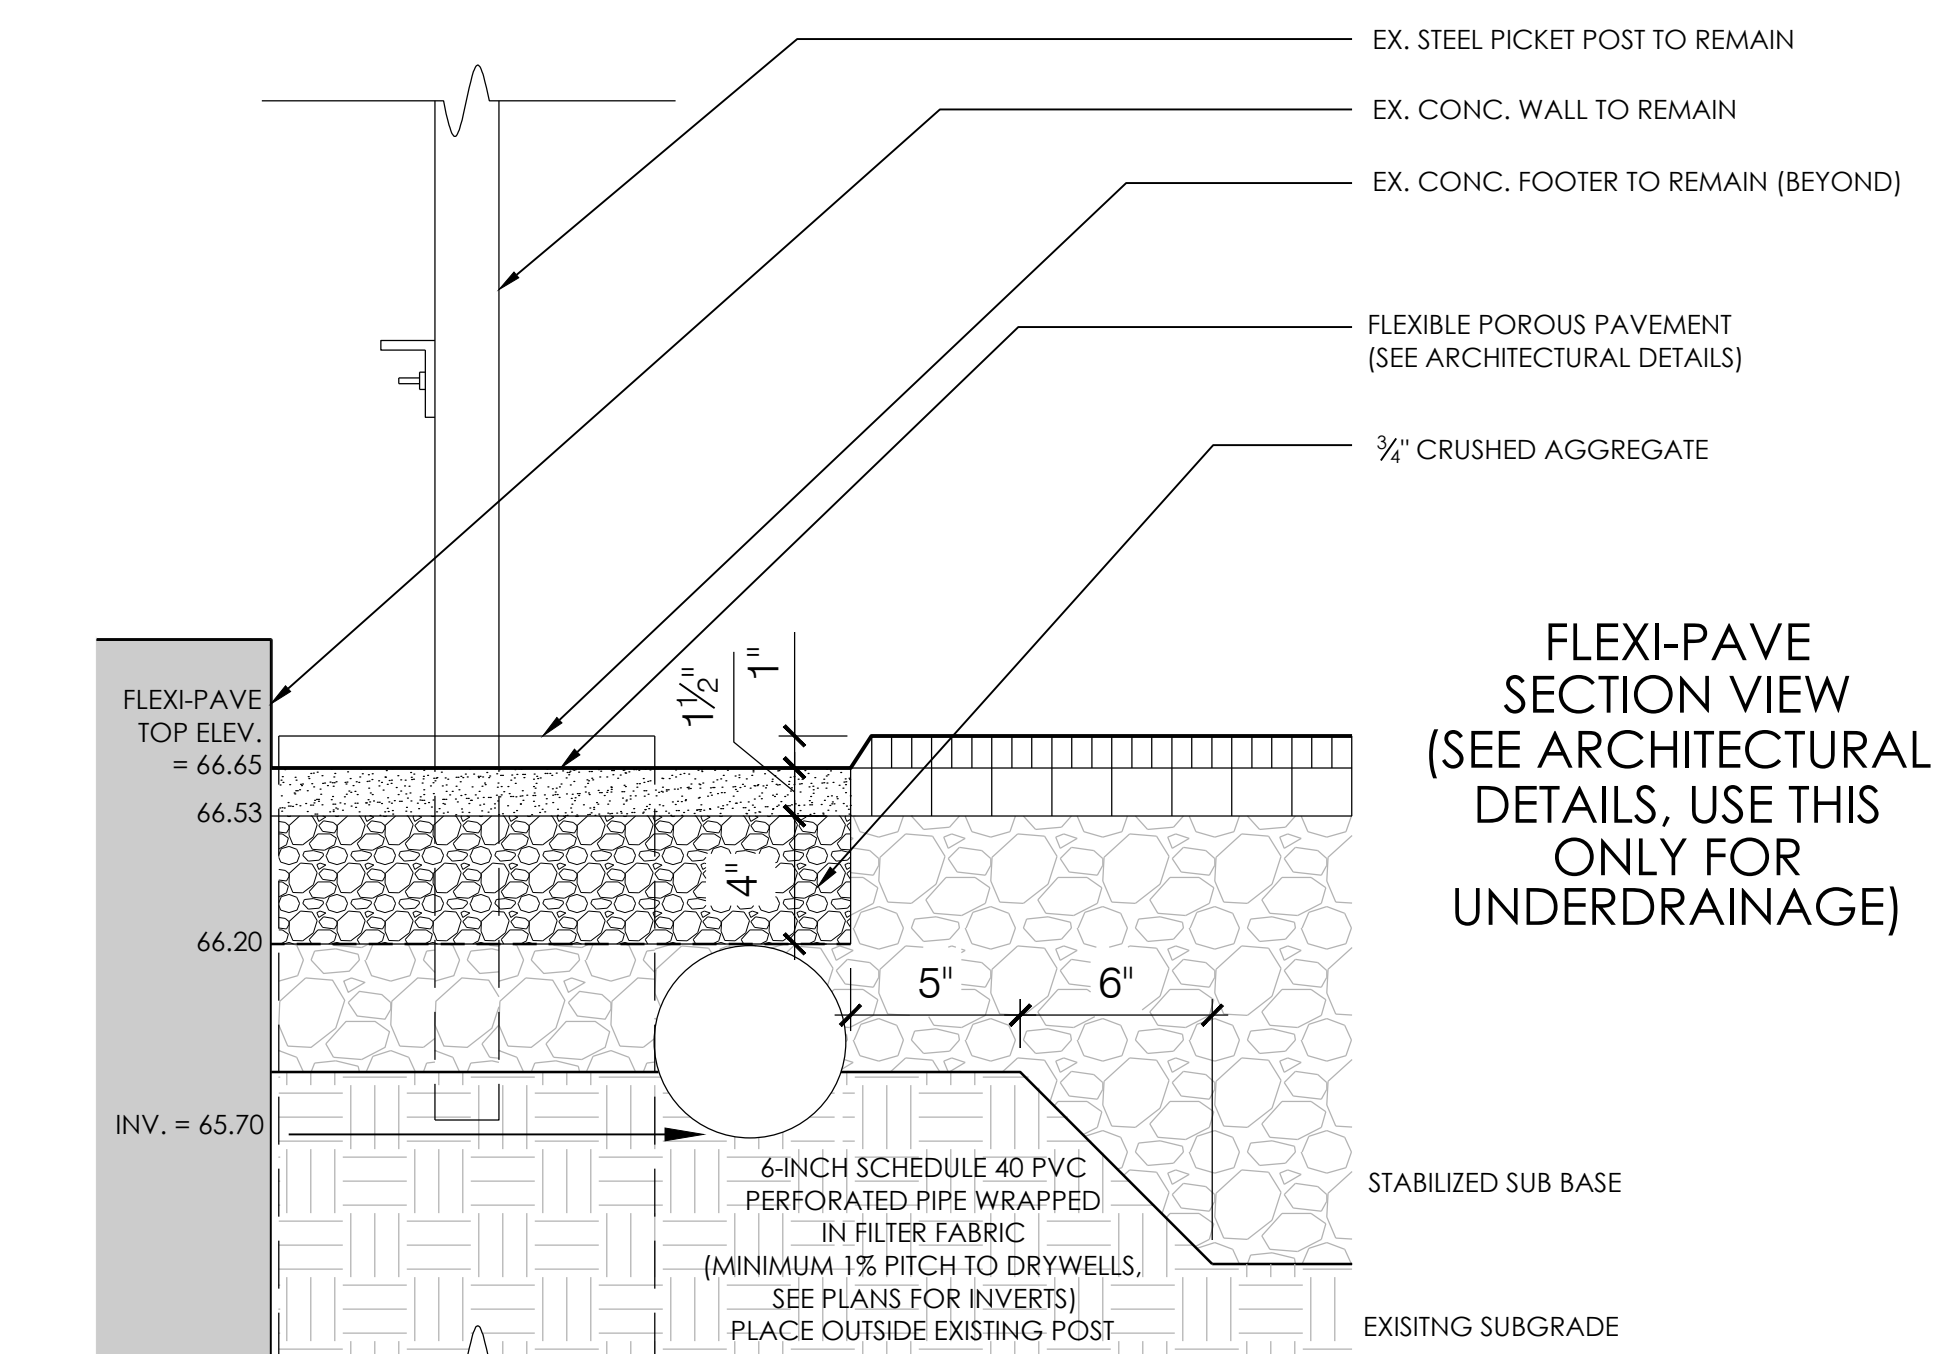 EX. STEEL PICKET POST TO REMAIN
EX. CONC. WALL TO REMAIN
EX. CONC. FOOTER TO REMAIN (BEYOND)
FLEXIBLE POROUS PAVEMENT
(SEE ARCHITECTURAL DETAILS)
¾" CRUSHED AGGREGATE
FLEXI-PAVE
SECTION VIEW
(SEE ARCHITECTURAL
DETAILS, USE THIS
ONLY FOR
UNDERDRAINAGE)
FLEXI-PAVE
TOP ELEV.
= 66.65
66.53
66.20
INV. = 65.70
1½"
1"
4"
5"
6"
6-INCH SCHEDULE 40 PVC
PERFORATED PIPE WRAPPED
IN FILTER FABRIC
(MINIMUM 1% PITCH TO DRYWELLS,
SEE PLANS FOR INVERTS)
PLACE OUTSIDE EXISTING POST
STABILIZED SUB BASE
EXISITNG SUBGRADE